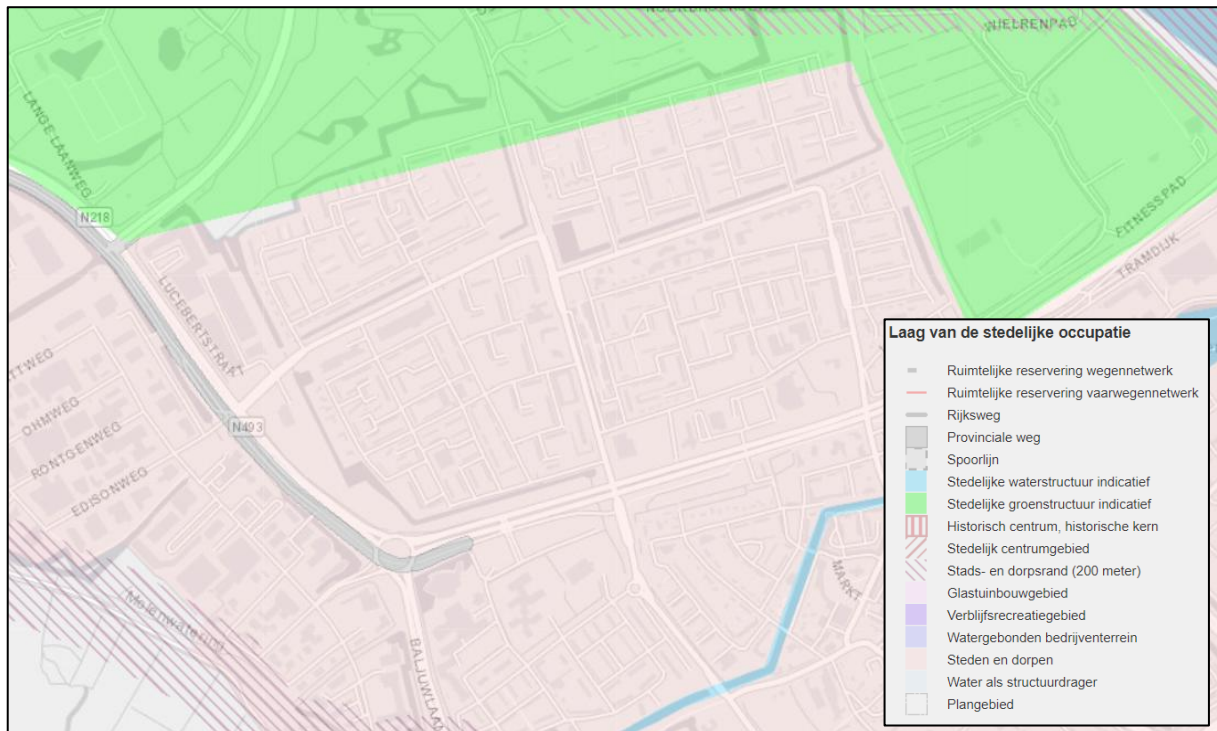 WIELRENPAD
LANGE LAANWEG
N218
FITNESSPAD
TRAMDIJK
LUCEBERTSTRAAT
OHMWEG
N493
RONTGENWEG
EDISONWEG
MARKT
Molenwatering
BALJUWLAAN
Laag van de stedelijke occupatie
Ruimtelijke reservering wegennetwerk
Ruimtelijke reservering vaarwegennetwerk
Rijksweg
Provinciale weg
Spoorlijn
Stedelijke waterstructuur indicatief
Stedelijke groenstructuur indicatief
Historisch centrum, historische kern
Stedelijk centrumgebied
Stads- en dorpsrand (200 meter)
Glastuinbouwgebied
Verblijfsrecreatiegebied
Watergebonden bedrijventerrein
Steden en dorpen
Water als structuurdrager
Plangebied